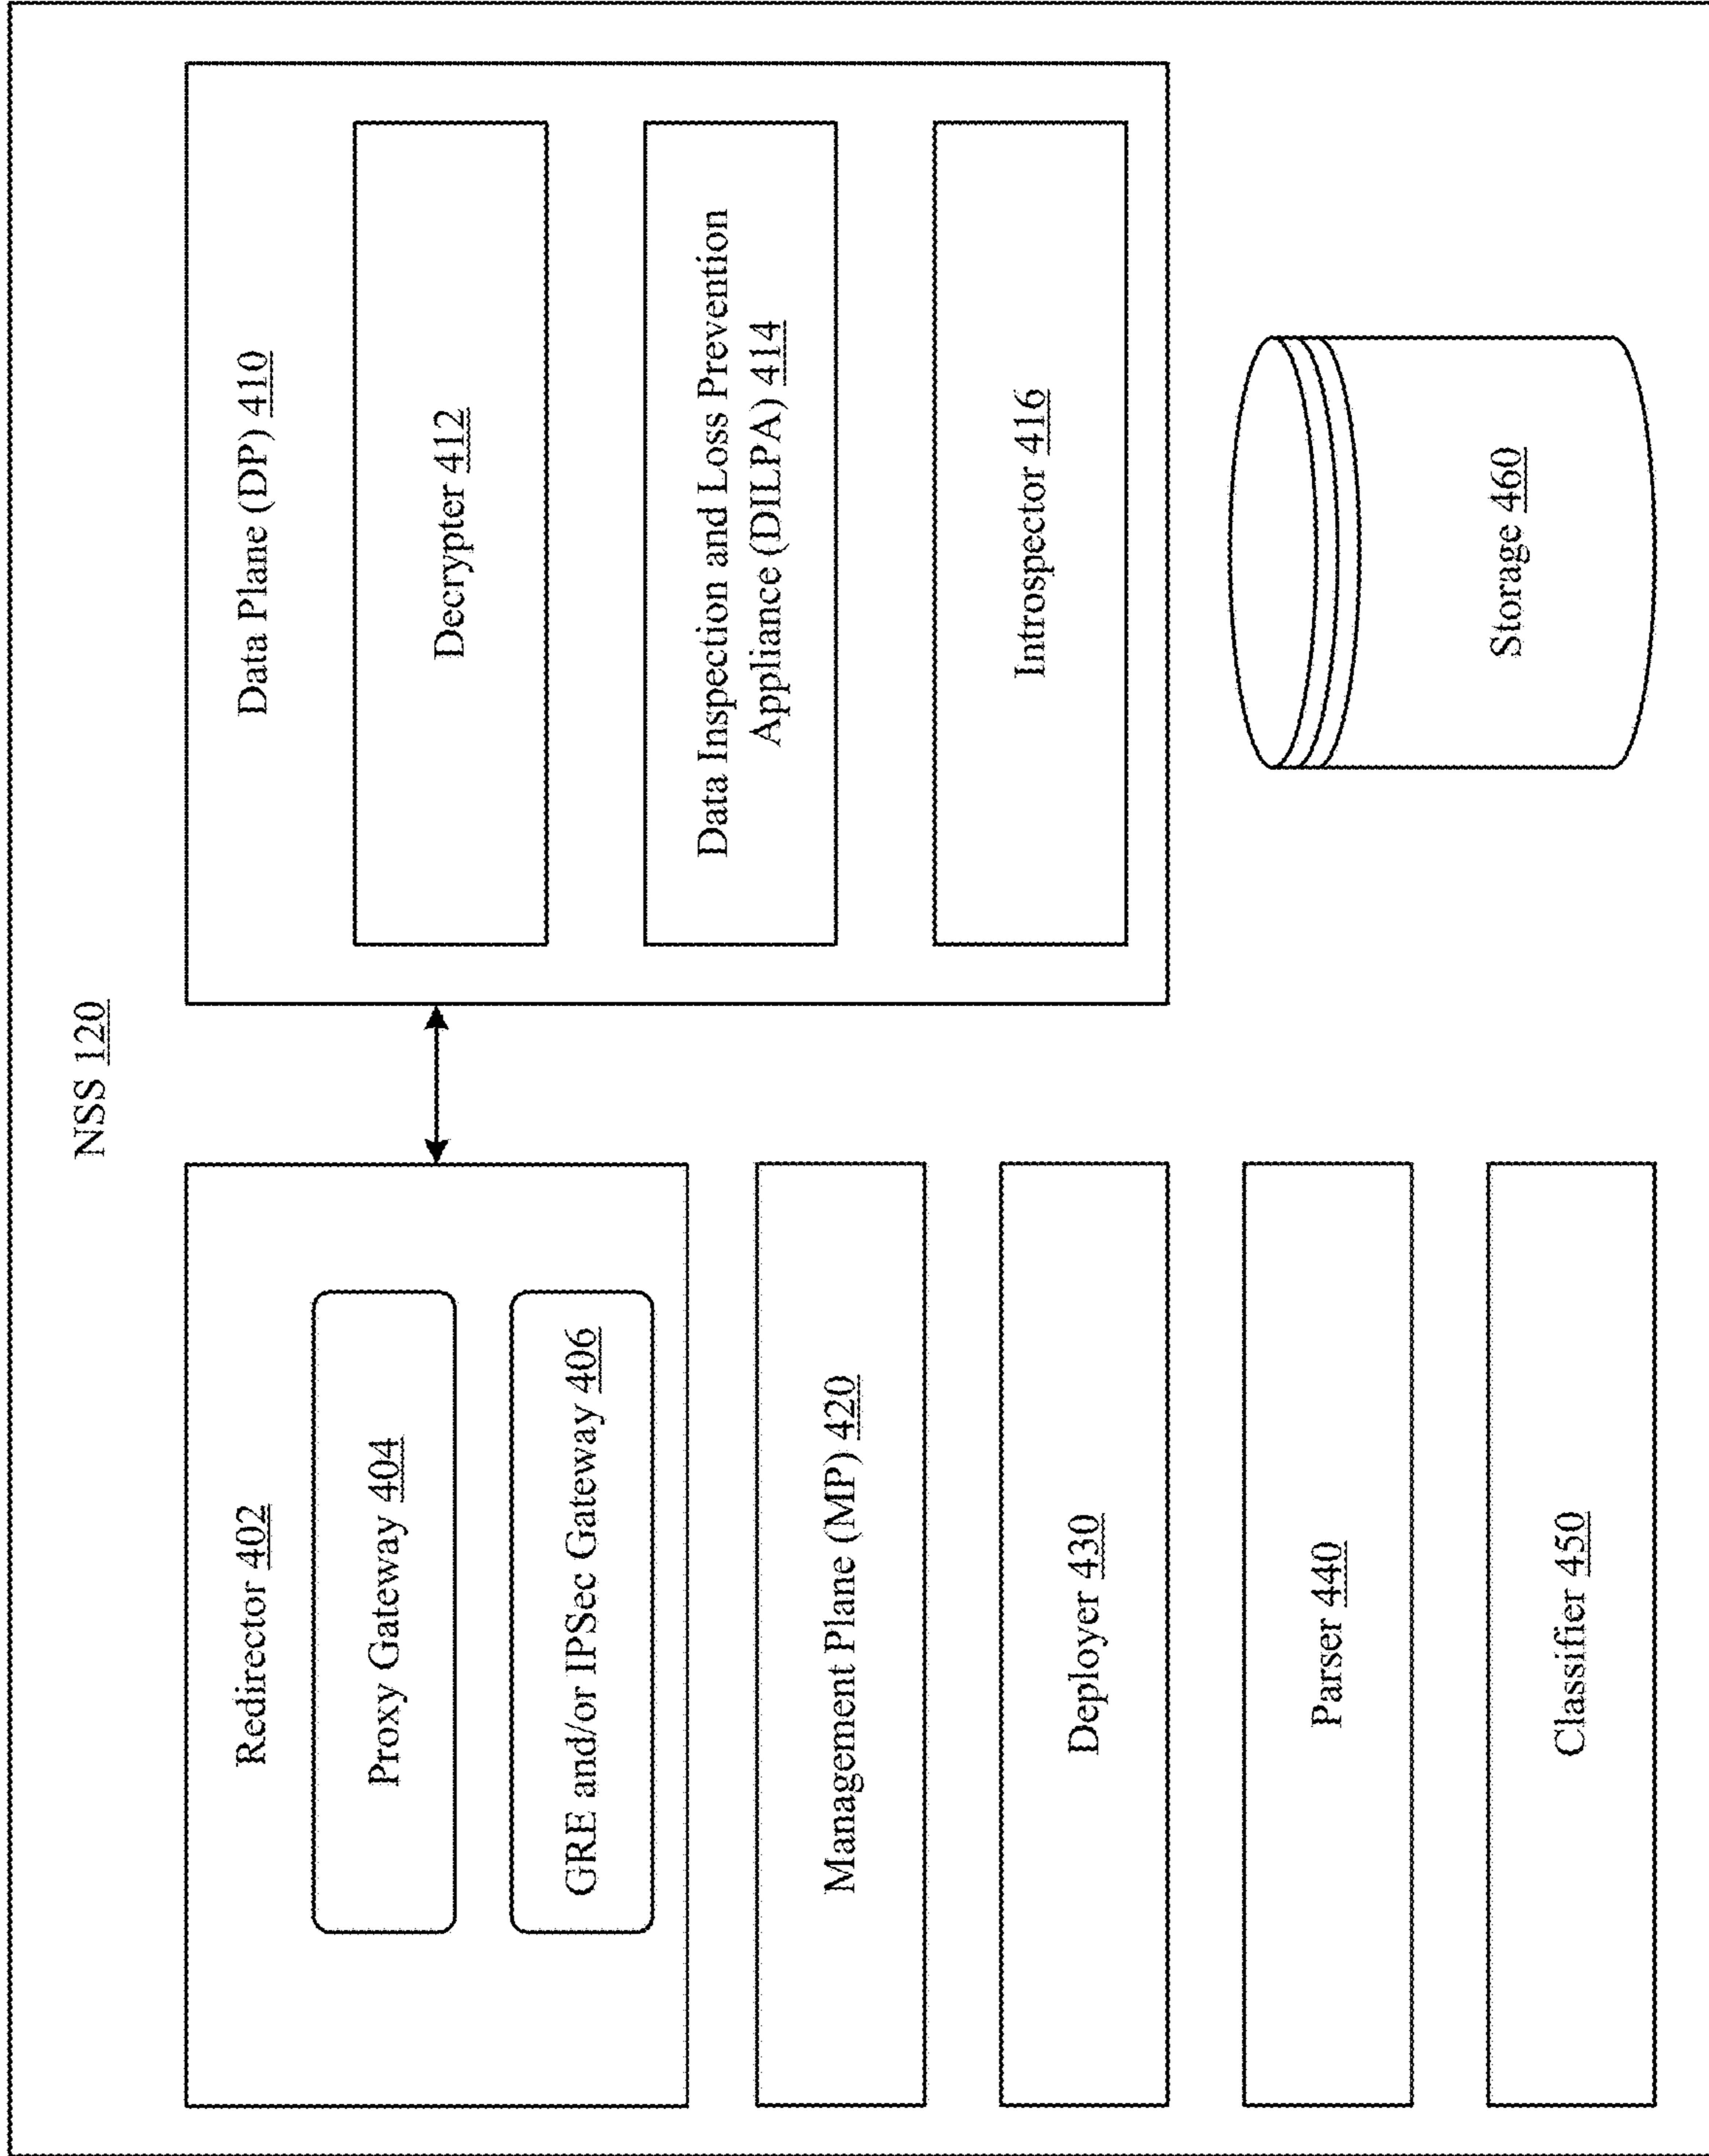 NSS 120
Redirector 402
Proxy Gateway 404
GRE and/or IPSec Gateway 406
Management Plane (MP) 420
Deployer 430
Parser 440
Classifier 450
Data Plane (DP) 410
Decrypter 412
Data Inspection and Loss Prevention
Appliance (DILPA) 414
Introspector 416
Storage 460